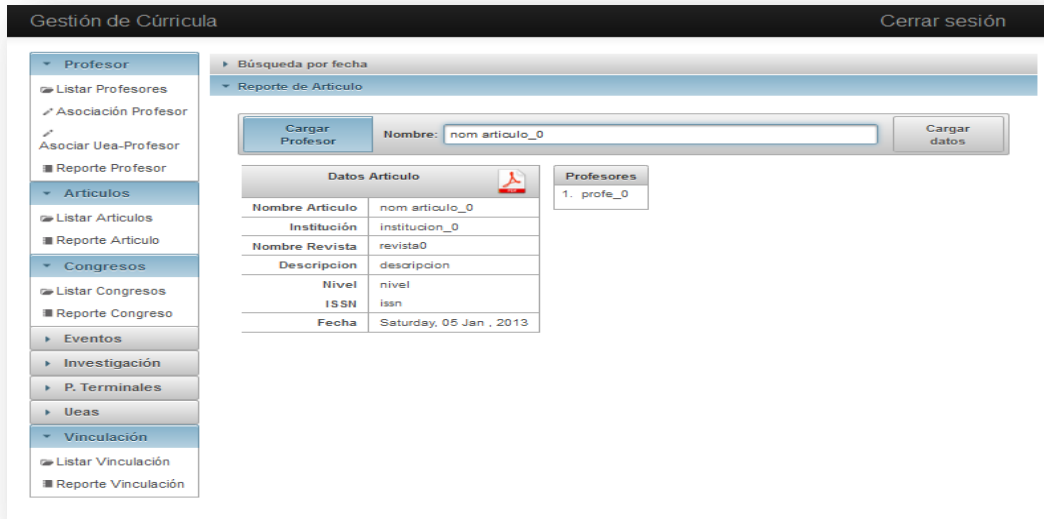 Gestión de Cúrricula
Cerrar sesión
Profesor
Listar Profesores
Asociación Profesor
Asociar Uea-Profesor
Reporte Profesor
Articulos
Listar Articulos
Reporte Articulo
Congresos
Listar Congresos
Reporte Congreso
Eventos
Investigación
P. Terminales
Ueas
Vinculación
Listar Vinculación
Reporte Vinculación
Búsqueda por fecha
Reporte de Articulo
Cargar
Profesor
Nombre: nom articulo_0
Cargar
datos
Datos Articulo
PDF
Nombre Articulo nom articulo_0
Institución institucion_0
Nombre Revista revista0
Descripcion descripcion
Nivel nivel
ISSN issn
Fecha Saturday, 05 Jan , 2013
Profesores
1. profe_0